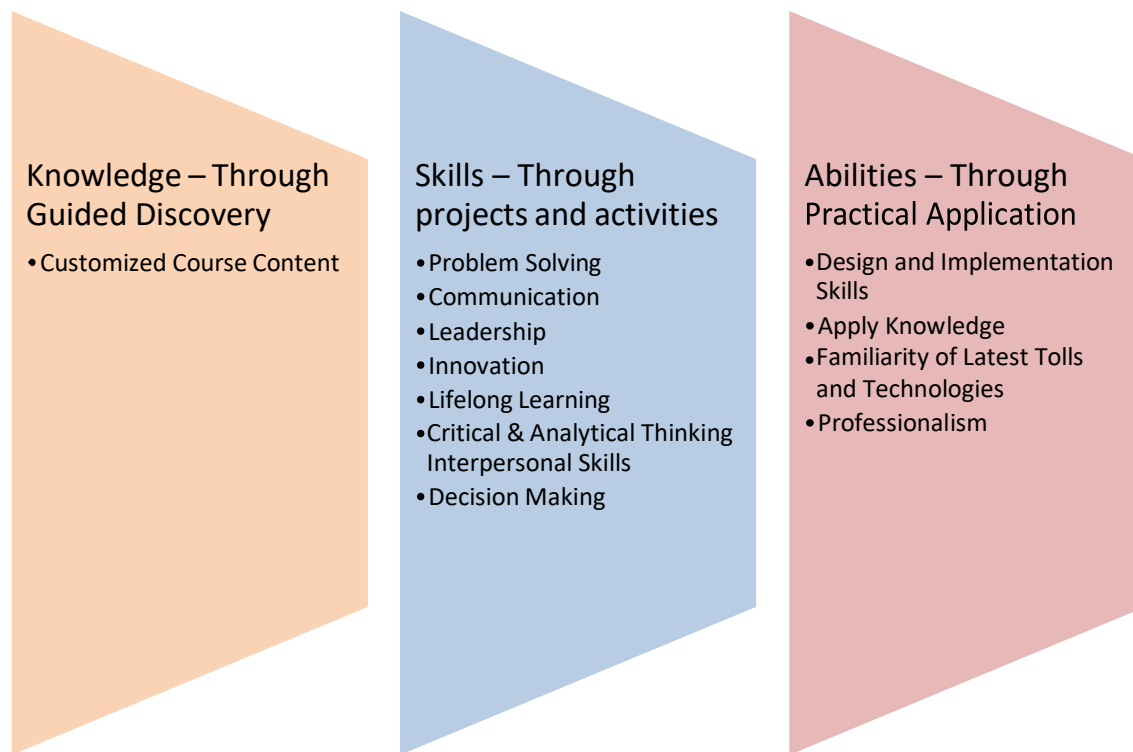 Knowledge – Through
Guided Discovery
•Customized Course Content
Skills – Through
projects and activities
•Problem Solving
•Communication
•Leadership
•Innovation
•Lifelong Learning
•Critical & Analytical Thinking
Interpersonal Skills
•Decision Making
Abilities – Through
Practical Application
•Design and Implementation
Skills
•Apply Knowledge
•Familiarity of Latest Tolls
and Technologies
•Professionalism